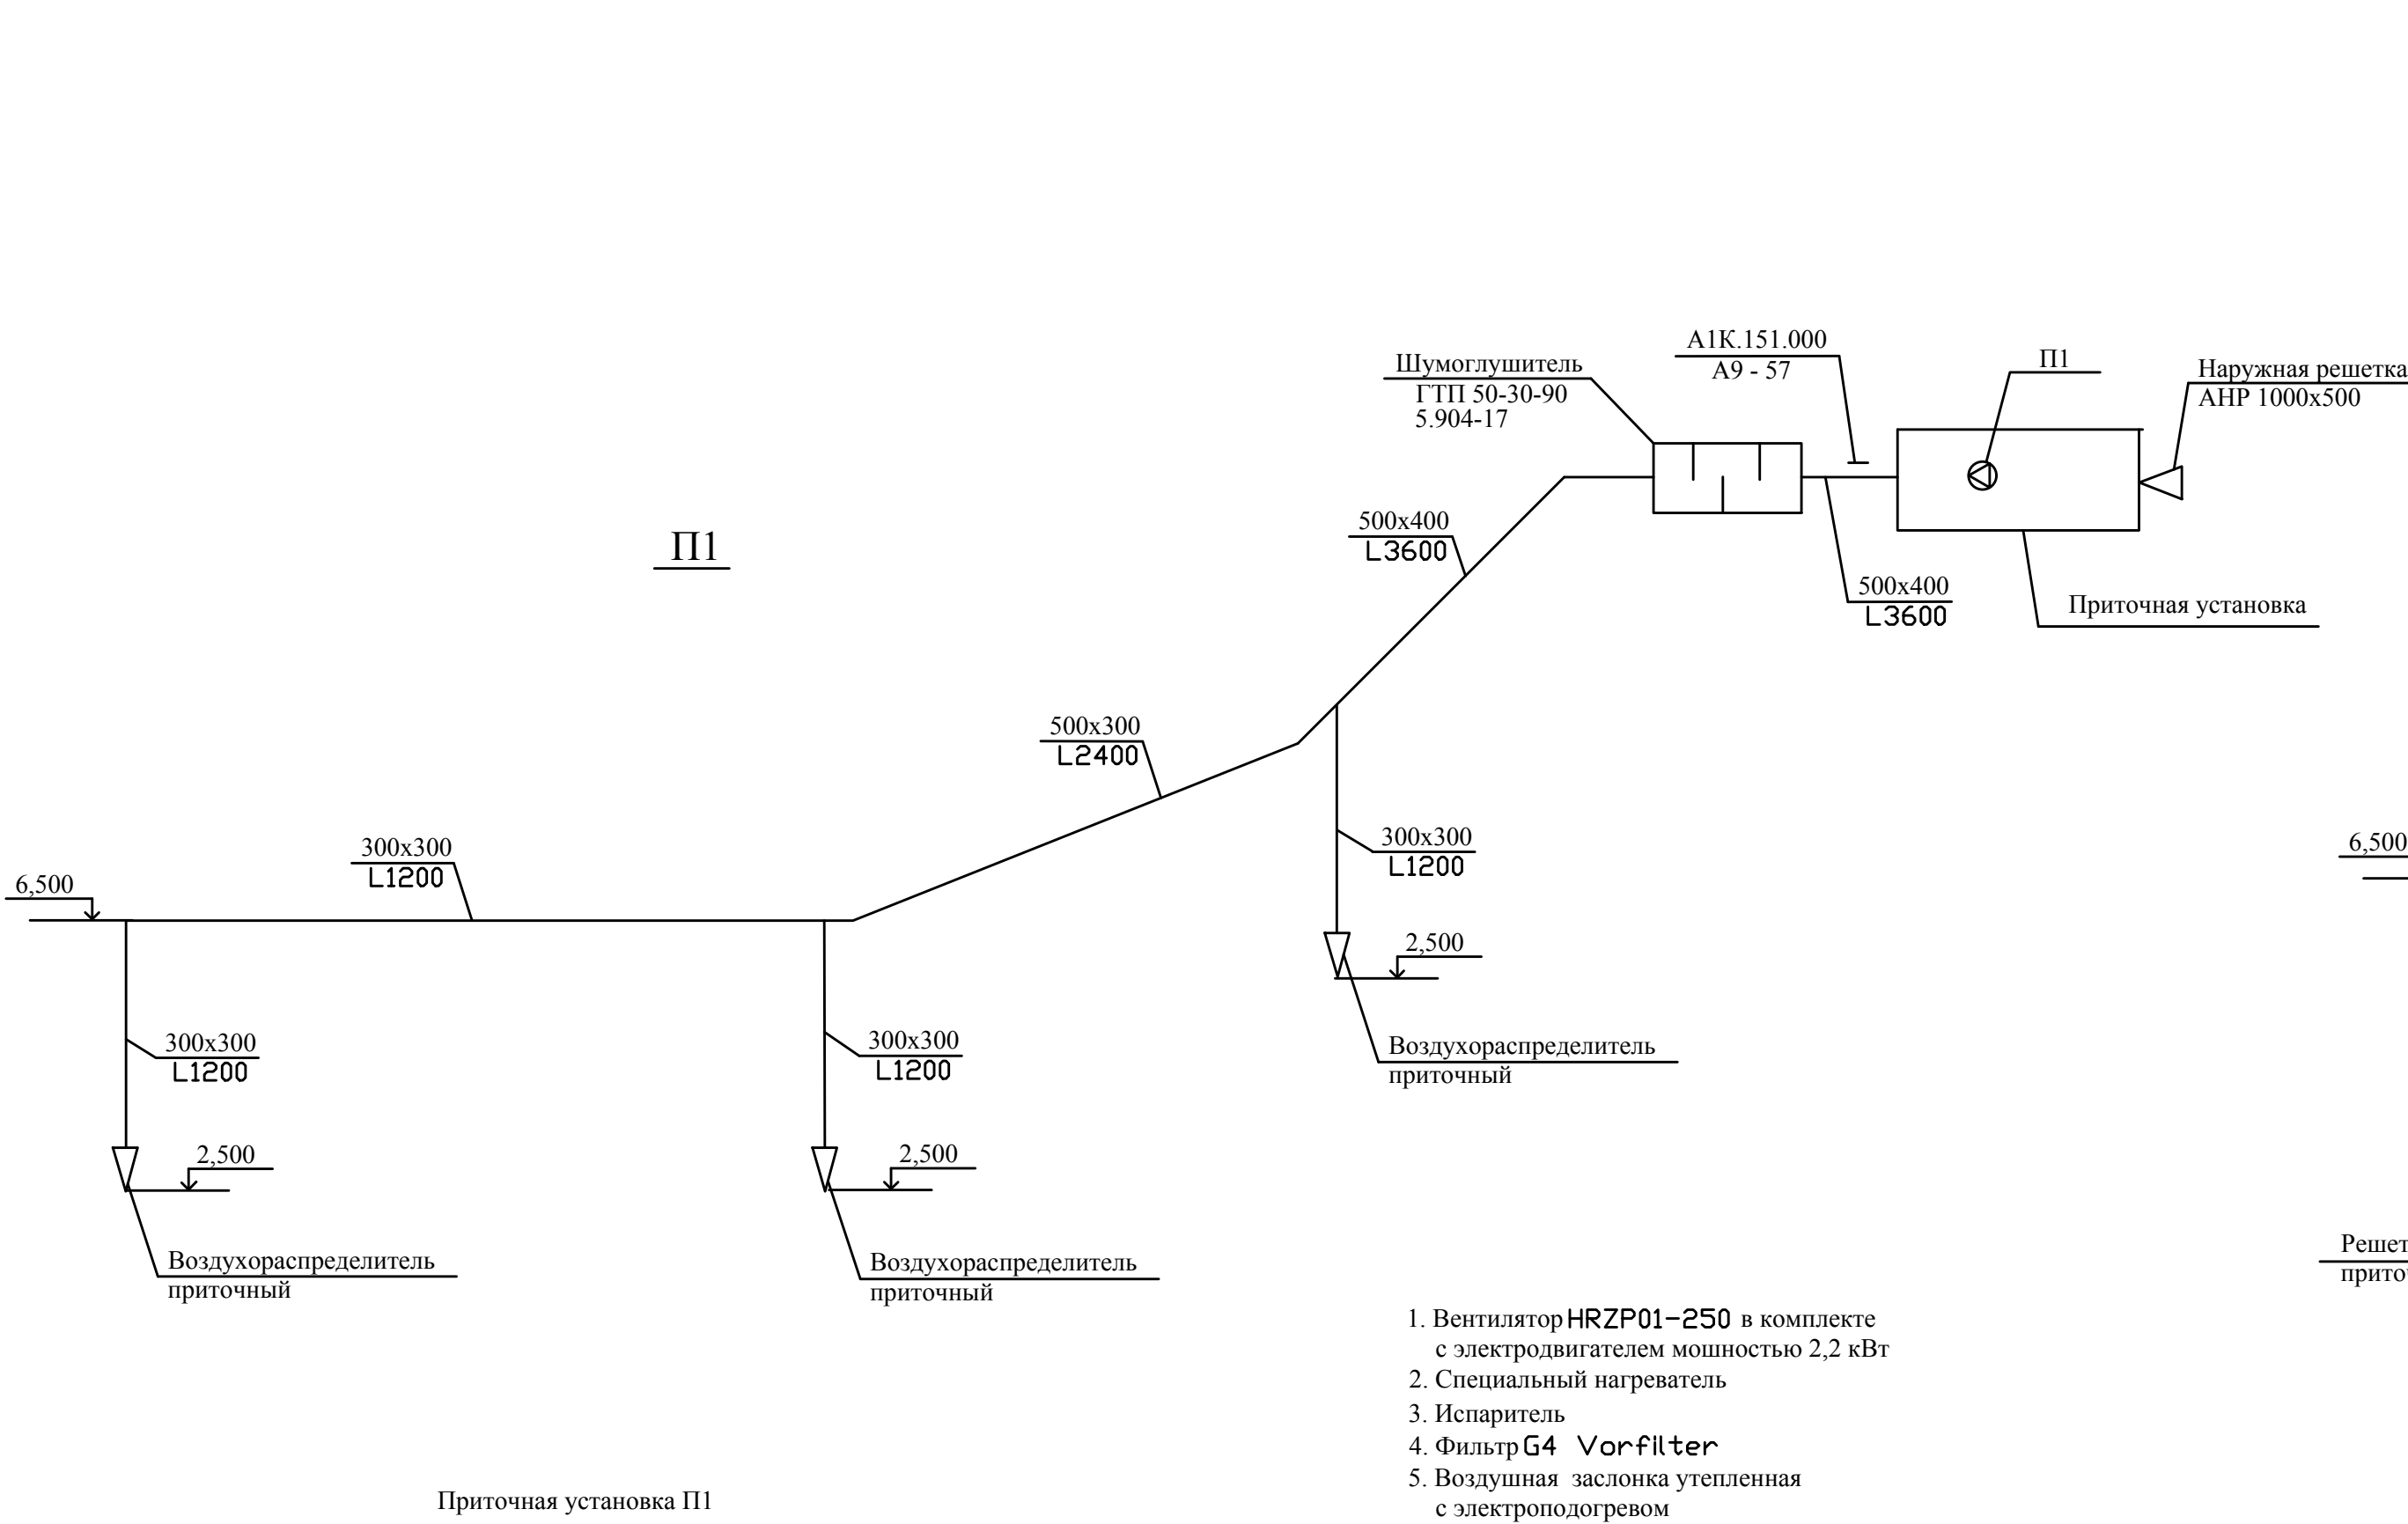 А1К.151.000
А9 - 57
П1
Шумоглушитель
ГТП 50-30-90
5.904-17
Наружная решетка
АНР 1000х500
500х400
L3600
П1
500х400
L3600
Приточная установка
500х300
L2400
300х300
L1200
300х300
L1200
6,500
6,500
2,500
300х300
L1200
300х300
L1200
Воздухораспределитель
приточный
2,500
2,500
Воздухораспределитель
приточный
Воздухораспределитель
приточный
Решет
приточ
1. Вентилятор HRZP01-250 в комплекте
с электродвигателем мошностью 2,2 кВт
2. Специальный нагреватель
3. Испаритель
4. Фильтр G4 Vorfilter
5. Воздушная заслонка утепленная
с электроподогревом
Приточная установка П1